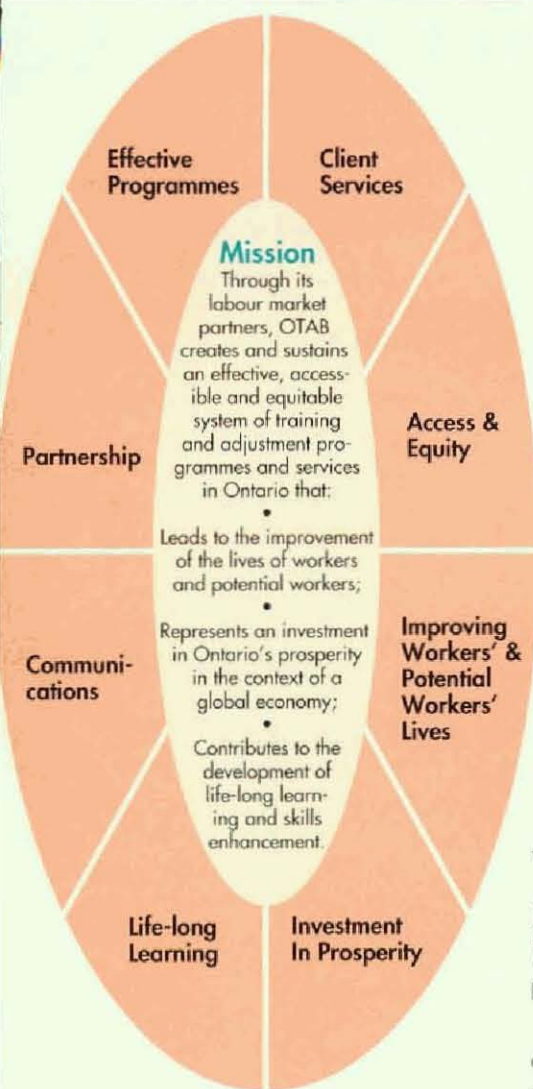 Effective
Programmes
Client
Services
Mission
Through its
labour market
partners, OTAB
creates and sustains
an effective, access-
ible and equitable
system of training
and adjustment pro-
grammes and services
in Ontario that:
•
Leads to the improvement
of the lives of workers
and potential workers;
•
Represents an investment
in Ontario's prosperity
in the context of a
global economy;
•
Contributes to the
development of
life-long learn-
ing and skills
enhancement.
Access &
Equity
Improving
Workers' &
Potential
Workers'
Lives
Investment
In Prosperity
Life-long
Learning
Communi-
cations
Partnership